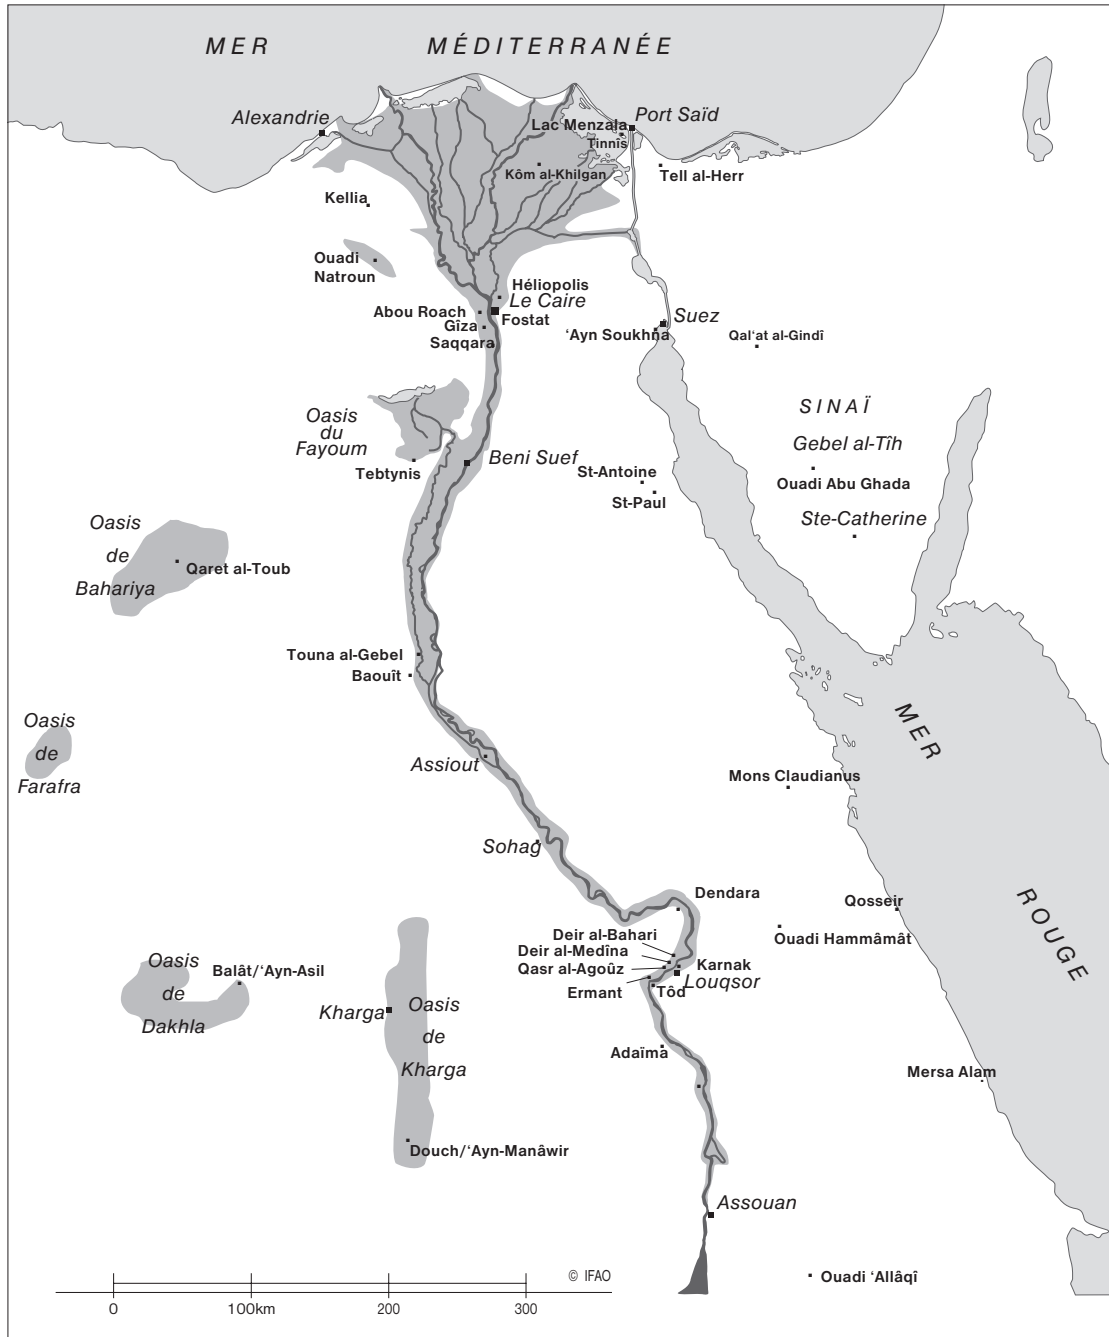 MER MÉDITERRANÉE
Alexandrie
Port Saïd
Lac Menzala
Tinnîs
Kôm al-Khilgan
Tell al-Herr
Kellia
Ouadi
Natroun
Héliopolis
Le Caire
Abou Roach
Fostat
Gîza
Saqqara
Suez
‘Ayn Soukhna
Qal‘at al-Gindî
SINAÏ
Gebel al-Tîh
Ouadi Abu Ghada
Ste-Catherine
Oasis
du
Fayoum
Tebtynis
Beni Suef
St-Antoine
St-Paul
Oasis
de
Bahariya
Qaret al-Toub
Touna al-Gebel
Baouît
Oasis
de
Farafra
Assiout
MER ROUGE
Mons Claudianus
Sohag
Dendara
Qosseir
Ouadi Hammâmât
Deir al-Bahari
Deir al-Medîna
Qasr al-Agoûz
Ermant
Karnak
Louqsor
Tôd
Oasis
de
Dakhla
Balât/‘Ayn-Asil
Kharga
Oasis
de
Kharga
Adaïma
Mersa Alam
Douch/‘Ayn-Manâwir
Assouan
Ouadi ‘Allâqî
© IFAO
0 100km 200 300